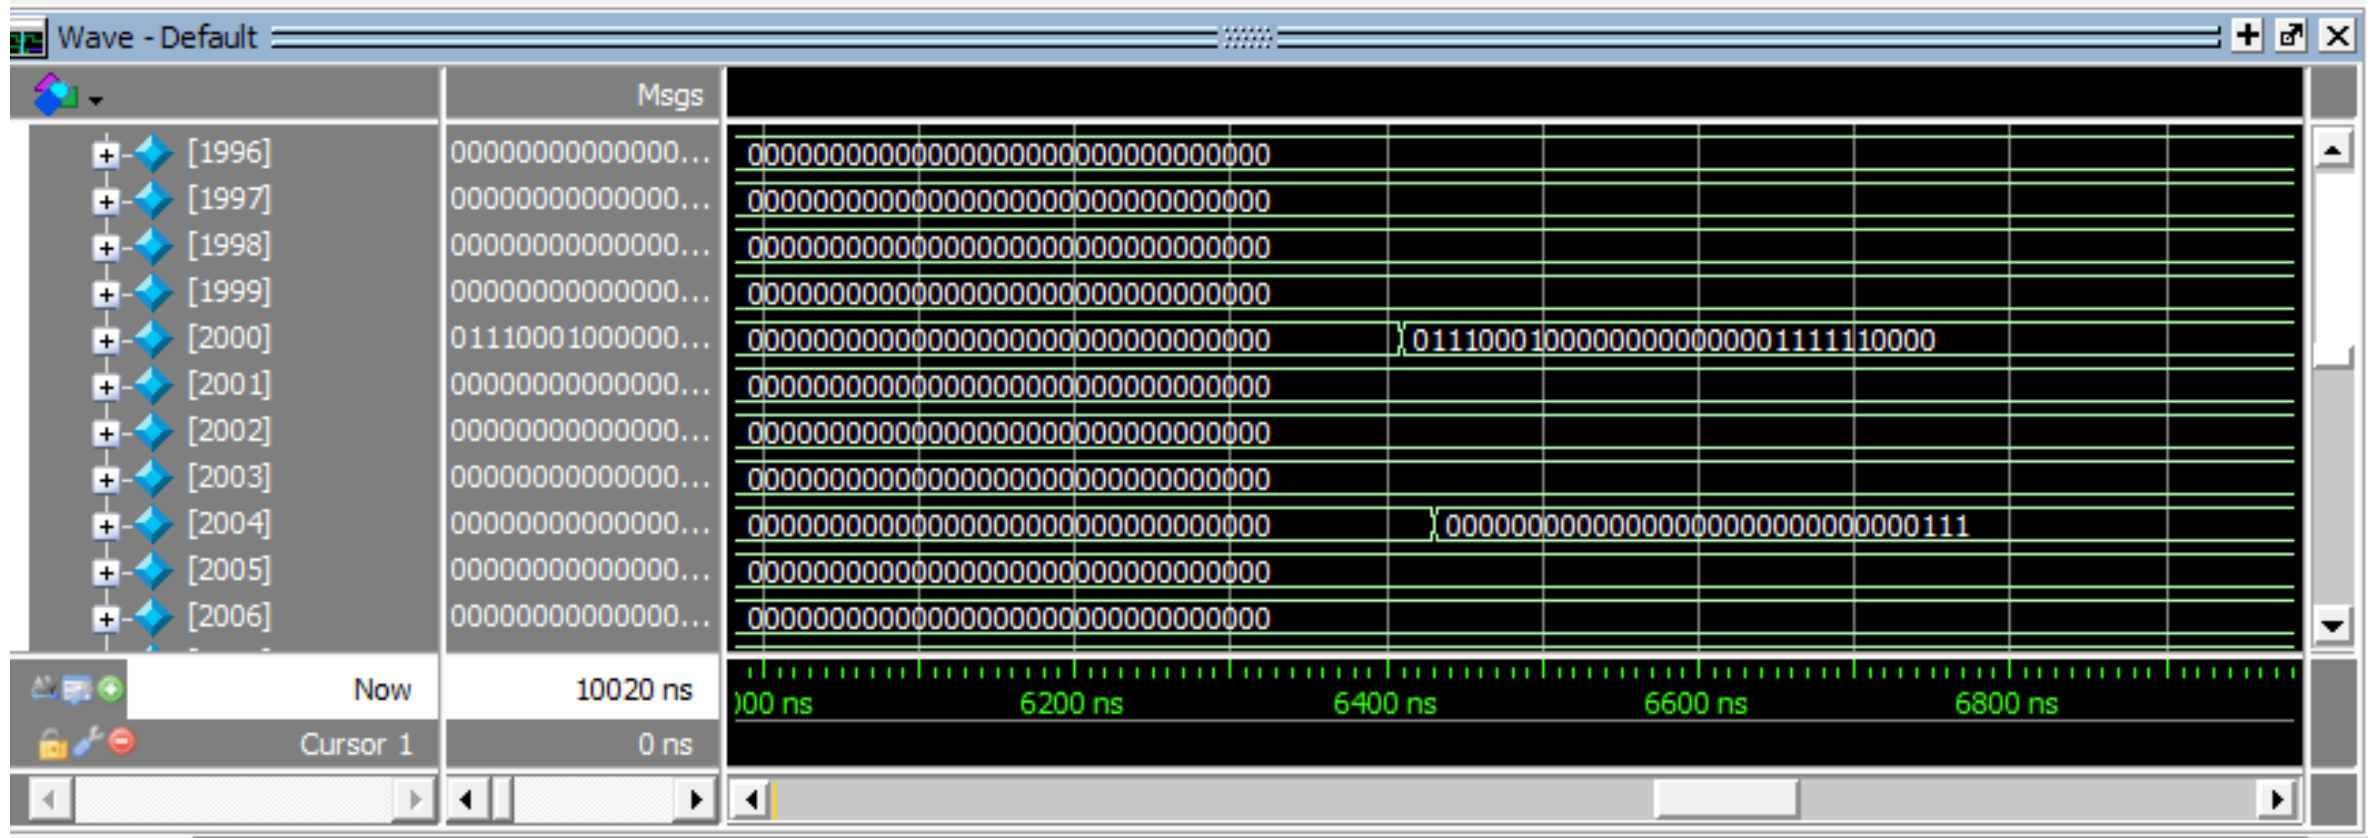 Wave - Default
Msgs
[1996] 00000000000000... 00000000000000000000000000000000
[1997] 00000000000000... 00000000000000000000000000000000
[1998] 00000000000000... 00000000000000000000000000000000
[1999] 00000000000000... 00000000000000000000000000000000
[2000] 01110001000000... 00000000000000000000000000000000 01110001000000000000001111110000
[2001] 00000000000000... 00000000000000000000000000000000
[2002] 00000000000000... 00000000000000000000000000000000
[2003] 00000000000000... 00000000000000000000000000000000
[2004] 00000000000000... 00000000000000000000000000000000 00000000000000000000000000000111
[2005] 00000000000000... 00000000000000000000000000000000
[2006] 00000000000000... 00000000000000000000000000000000
Now 10020 ns 00 ns 6200 ns 6400 ns 6600 ns 6800 ns
Cursor 1 0 ns